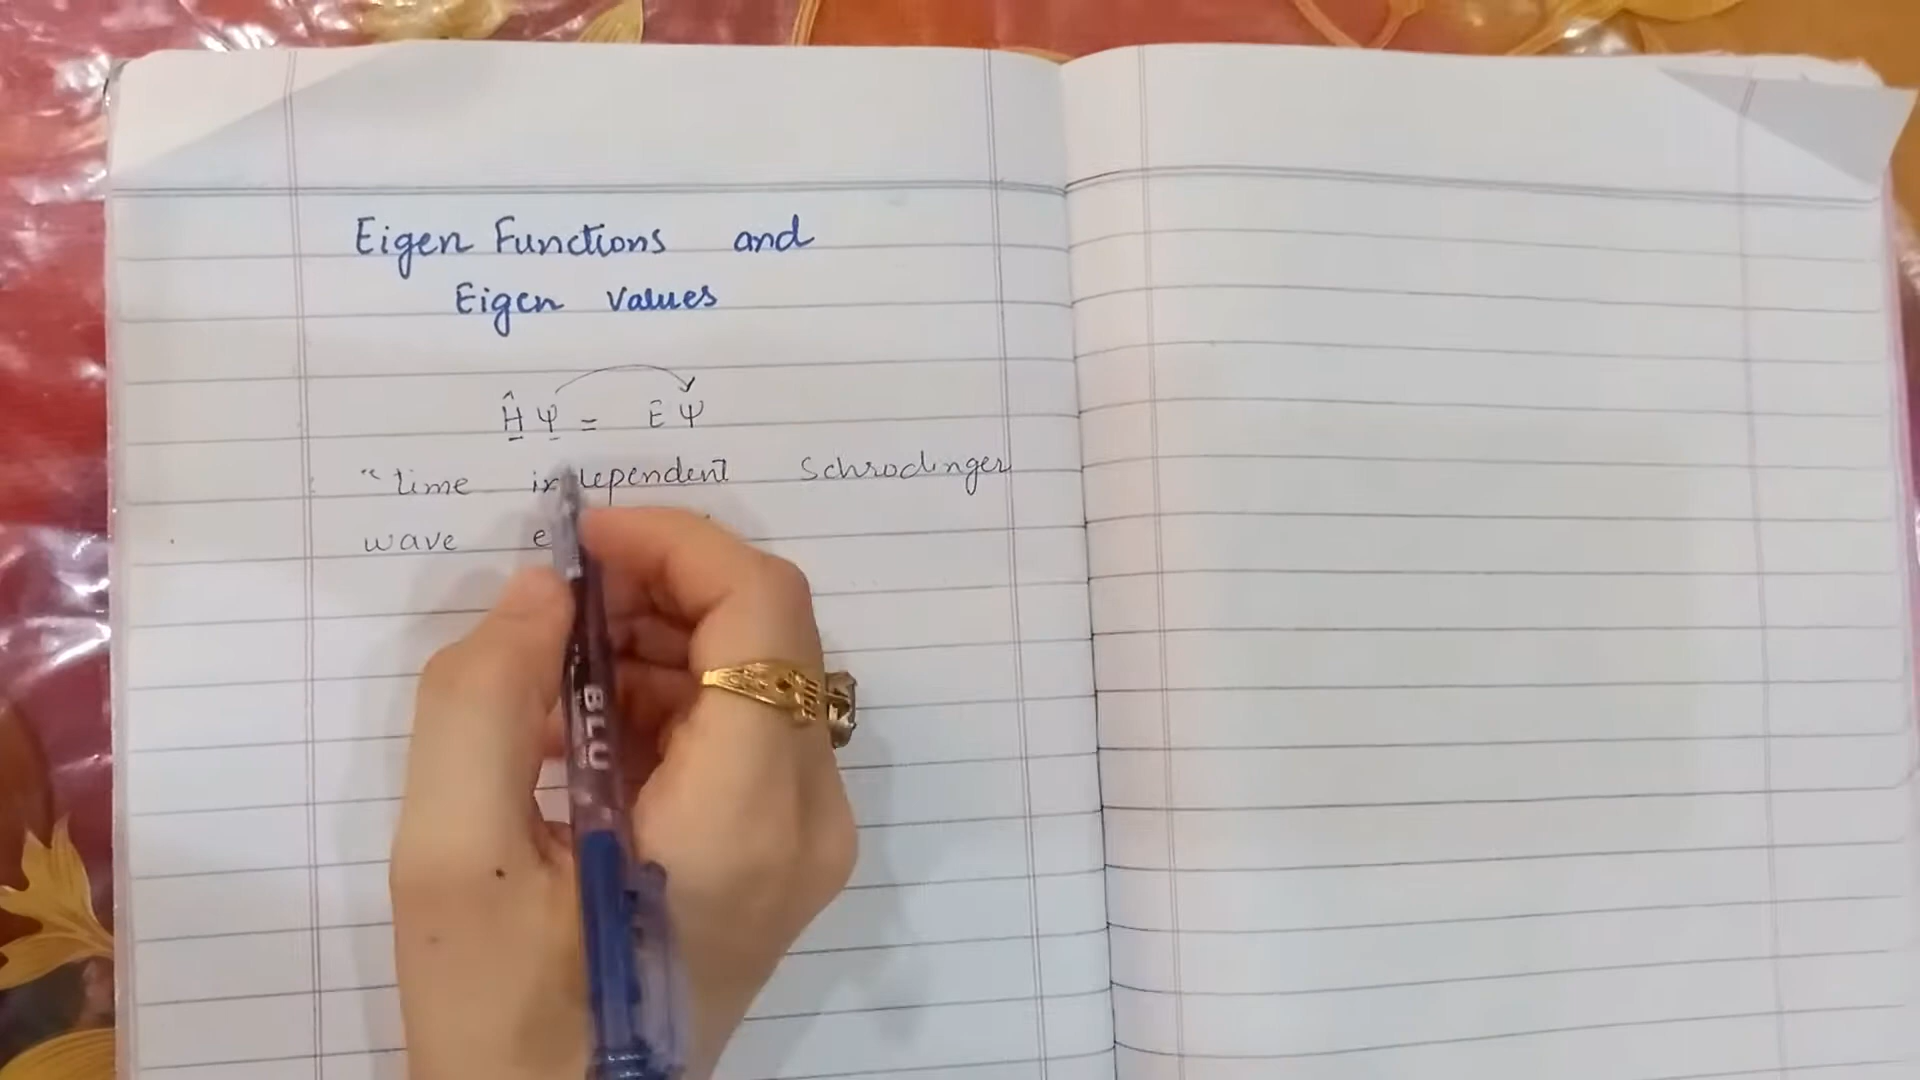 Eigen Functions and
Eigen Values
Ĥ Ψ = E Ψ
"time independent Schrodinger
wave
BLU